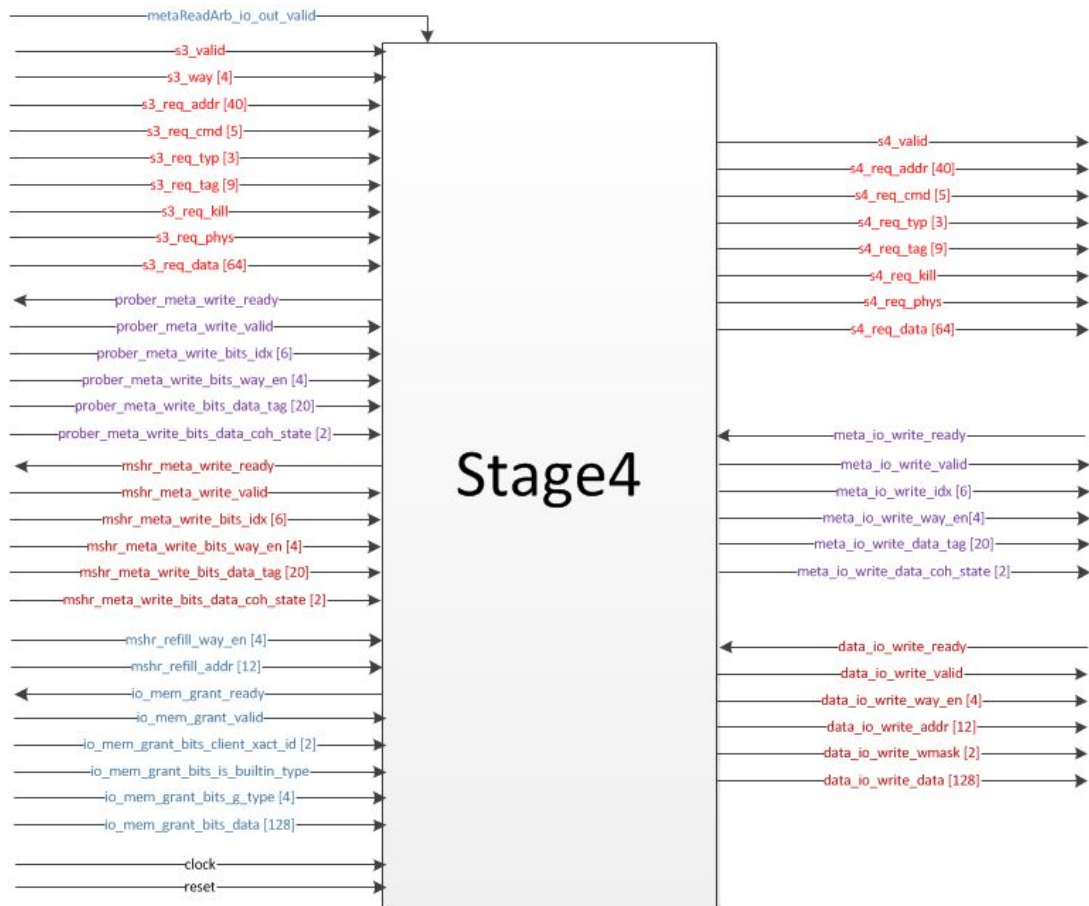 metaReadArb_io_out_valid
s3_valid
s3_way [4]
s3_req_addr [40]
s3_req_cmd [5]
s3_req_typ [3]
s3_req_tag [9]
s3_req_kill
s3_req_phys
s3_req_data [64]
prober_meta_write_ready
prober_meta_write_valid
prober_meta_write_bits_idx [6]
prober_meta_write_bits_way_en [4]
prober_meta_write_bits_data_tag [20]
prober_meta_write_bits_data_coh_state [2]
mshr_meta_write_ready
mshr_meta_write_valid
mshr_meta_write_bits_idx [6]
mshr_meta_write_bits_way_en [4]
mshr_meta_write_bits_data_tag [20]
mshr_meta_write_bits_data_coh_state [2]
mshr_refill_way_en [4]
mshr_refill_addr [12]
io_mem_grant_ready
io_mem_grant_valid
io_mem_grant_bits_client_xact_id [2]
io_mem_grant_bits_is_builtin_type
io_mem_grant_bits_g_type [4]
io_mem_grant_bits_data [128]
clock
reset
Stage4
s4_valid
s4_req_addr [40]
s4_req_cmd [5]
s4_req_typ [3]
s4_req_tag [9]
s4_req_kill
s4_req_phys
s4_req_data [64]
meta_io_write_ready
meta_io_write_valid
meta_io_write_idx [6]
meta_io_write_way_en[4]
meta_io_write_data_tag [20]
meta_io_write_data_coh_state [2]
data_io_write_ready
data_io_write_valid
data_io_write_way_en [4]
data_io_write_addr [12]
data_io_write_wmask [2]
data_io_write_data [128]